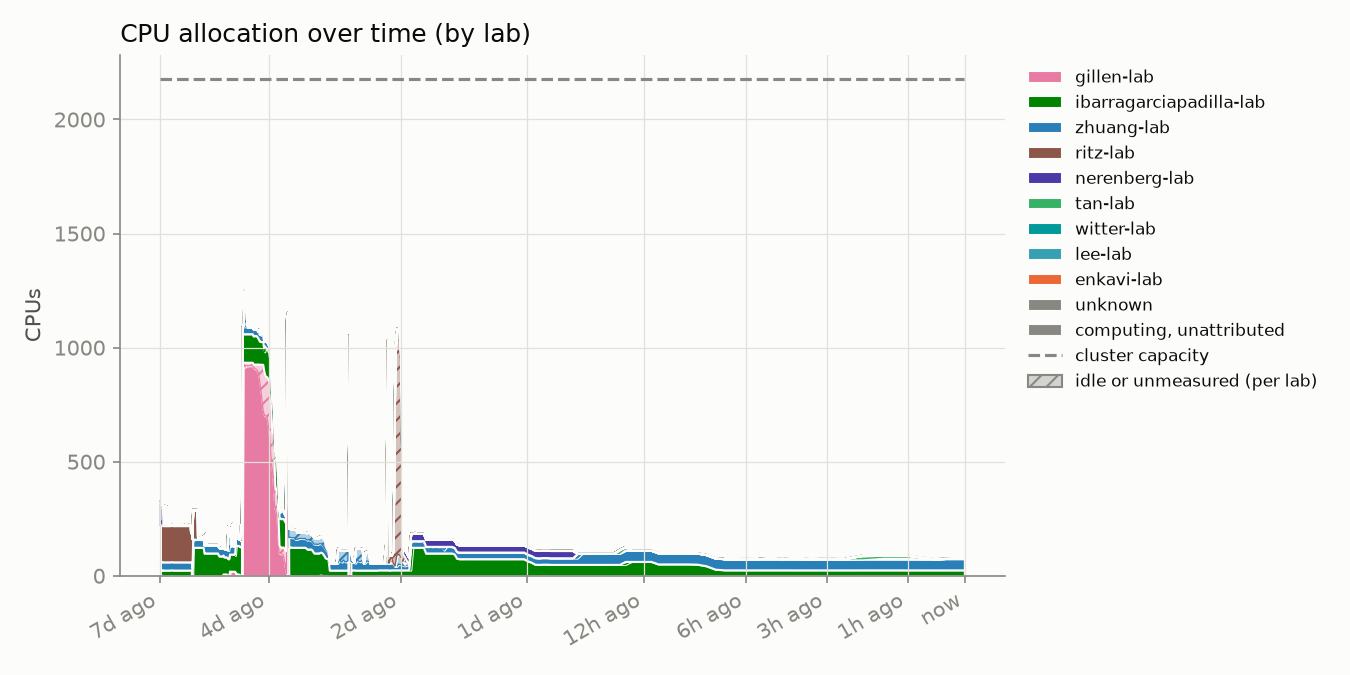 CPU allocation over time (by lab)
CPUs
2000
1500
1000
500
0
7d ago
4d ago
2d ago
1d ago
12h ago
6h ago
3h ago
1h ago
now
gillen-lab
ibarragarciapadilla-lab
zhuang-lab
ritz-lab
nerenberg-lab
tan-lab
witter-lab
lee-lab
enkavi-lab
unknown
computing, unattributed
cluster capacity
idle or unmeasured (per lab)